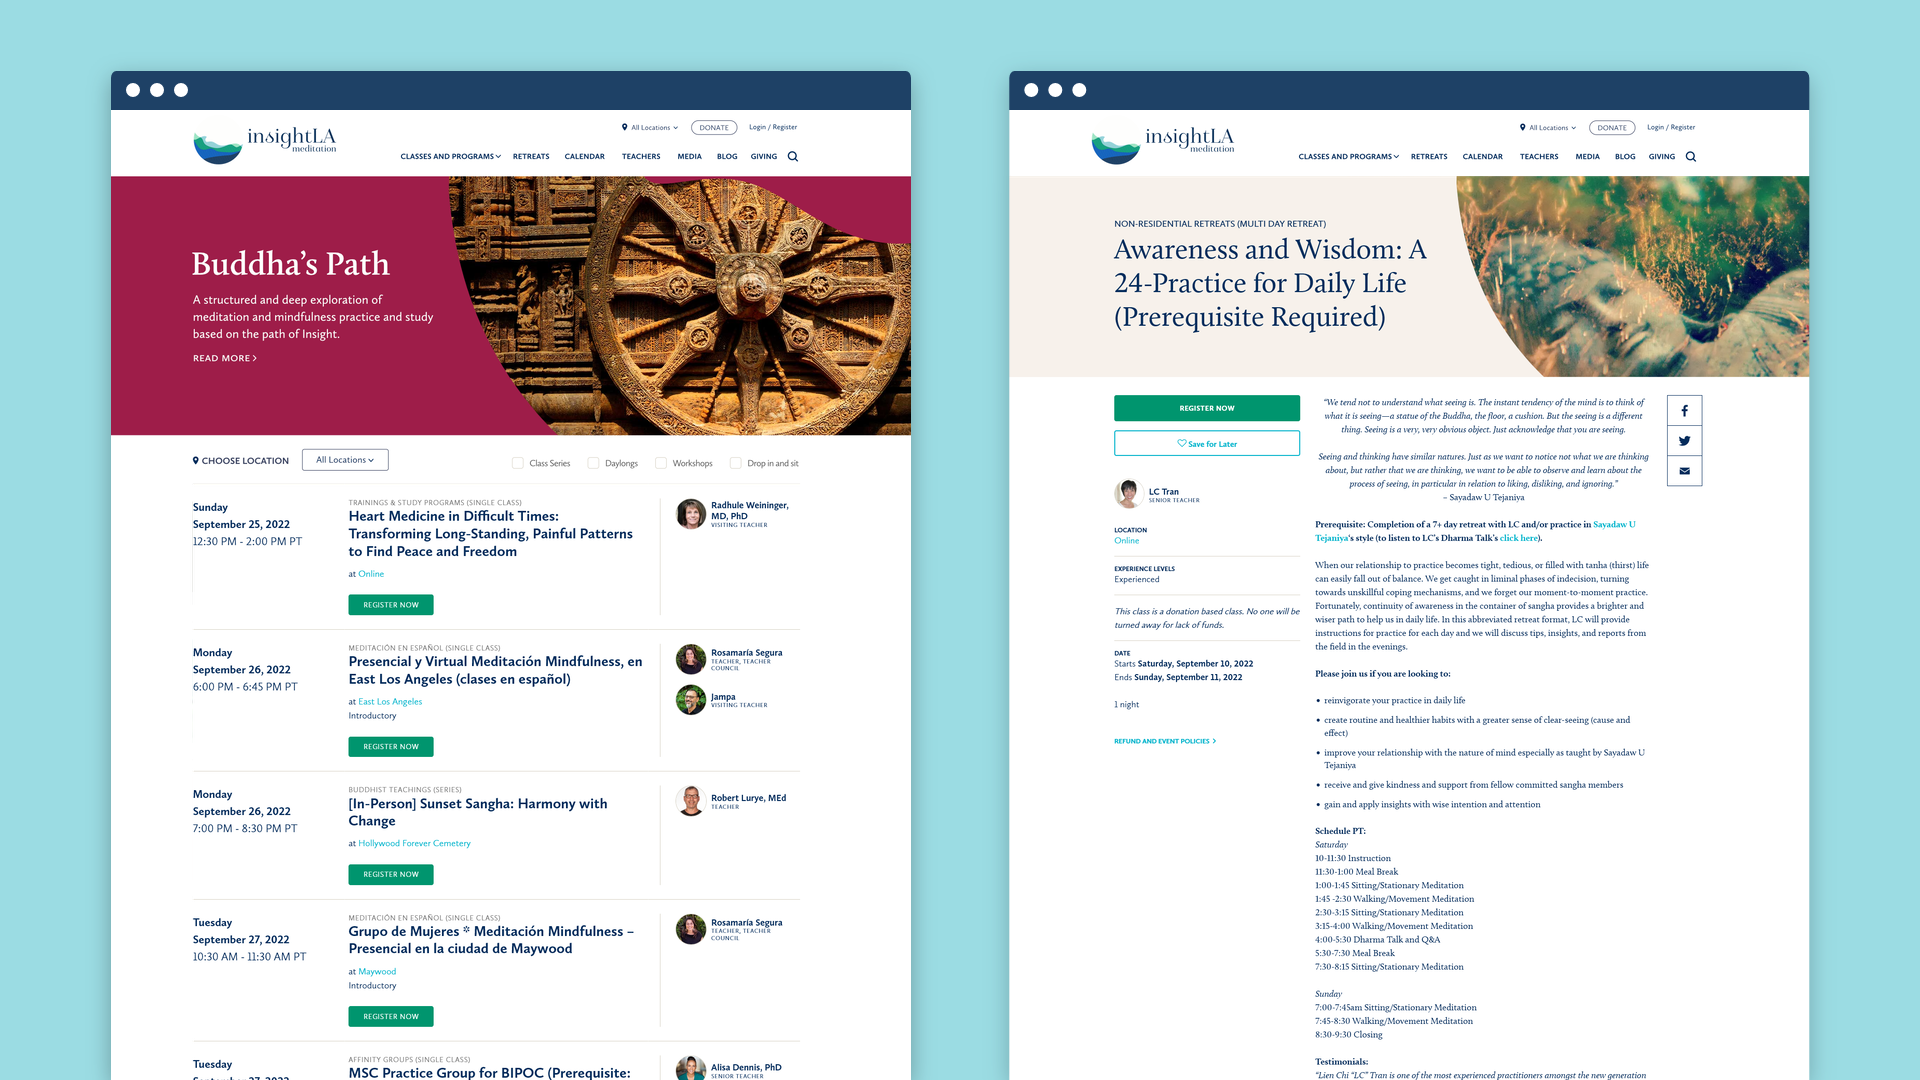 insightLA
meditation
All Locations
DONATE
Login / Register
CLASSES AND PROGRAMS
RETREATS
CALENDAR
TEACHERS
MEDIA
BLOG
GIVING
Buddha's Path
A structured and deep exploration of
meditation and mindfulness practice and study
based on the path of Insight.
READ MORE
CHOOSE LOCATION
All Locations
Class Series
Daylongs
Workshops
Drop in and sit
Sunday
September 25, 2022
12:30 PM - 2:00 PM PT
TRAININGS & STUDY PROGRAMS (SINGLE CLASS)
Heart Medicine in Difficult Times:
Transforming Long-Standing, Painful Patterns
to Find Peace and Freedom
at Online
REGISTER NOW
Radhule Weininger,
MD, PhD
VISITING TEACHER
Monday
September 26, 2022
6:00 PM - 6:45 PM PT
MEDITACIÓN EN ESPAÑOL (SINGLE CLASS)
Presencial y Virtual Meditación Mindfulness, en
East Los Angeles (clases en español)
at East Los Angeles
Introductory
REGISTER NOW
Rosamaría Segura
TEACHER, TEACHER
COUNCIL
Jampa
VISITING TEACHER
Monday
September 26, 2022
7:00 PM - 8:30 PM PT
BUDDHIST TEACHINGS (SERIES)
[In-Person] Sunset Sangha: Harmony with
Change
at Hollywood Forever Cemetery
REGISTER NOW
Robert Lurye, MEd
TEACHER
Tuesday
September 27, 2022
10:30 AM - 11:30 AM PT
MEDITACIÓN EN ESPAÑOL (SINGLE CLASS)
Grupo de Mujeres * Meditación Mindfulness –
Presencial en la ciudad de Maywood
at Maywood
Introductory
REGISTER NOW
Rosamaría Segura
TEACHER, TEACHER
COUNCIL
Tuesday
September 27, 2022
AFFINITY GROUPS (SINGLE CLASS)
MSC Practice Group for BIPOC (Prerequisite:
Alisa Dennis, PhD
SENIOR TEACHER
insightLA
meditation
All Locations
DONATE
Login / Register
CLASSES AND PROGRAMS
RETREATS
CALENDAR
TEACHERS
MEDIA
BLOG
GIVING
NON-RESIDENTIAL RETREATS (MULTI DAY RETREAT)
Awareness and Wisdom: A
24-Practice for Daily Life
(Prerequisite Required)
REGISTER NOW
Save for Later
LC Tran
SENIOR TEACHER
LOCATION
Online
EXPERIENCE LEVELS
Experienced
This class is a donation based class. No one will be
turned away for lack of funds.
DATE
Starts Saturday, September 10, 2022
Ends Sunday, September 11, 2022
1 night
REFUND AND EVENT POLICIES
"We tend not to understand what seeing is. The instant tendency of the mind is to think of
what it is seeing—a statue of the Buddha, the floor, a cushion. But the seeing is a different
thing. Seeing is a very, very obvious object. Just acknowledge that you are seeing.
Seeing and thinking have similar natures. Just as we want to notice not what we are thinking
about, but rather that we are thinking, we want to be able to observe and learn about the
process of seeing, in particular in relation to liking, disliking, and ignoring."
– Sayadaw U Tejaniya
Prerequisite: Completion of a 7+ day retreat with LC and/or practice in Sayadaw U
Tejaniya's style (to listen to LC's Dharma Talk's click here).
When our relationship to practice becomes tight, tedious, or filled with tanha (thirst) life
can easily fall out of balance. We get caught in liminal phases of indecision, turning
towards unskillful coping mechanisms, and we forget our moment-to-moment practice.
Fortunately, continuity of awareness in the container of sangha provides a brighter and
wiser path to help us in daily life. In this abbreviated retreat format, LC will provide
instructions for practice for each day and we will discuss tips, insights, and reports from
the field in the evenings.
Please join us if you are looking to:
• reinvigorate your practice in daily life
• create routine and healthier habits with a greater sense of clear-seeing (cause and
effect)
• improve your relationship with the nature of mind especially as taught by Sayadaw U
Tejaniya
• receive and give kindness and support from fellow committed sangha members
• gain and apply insights with wise intention and attention
Schedule PT:
Saturday
10-11:30 Instruction
11:30-1:00 Meal Break
1:00-1:45 Sitting/Stationary Meditation
1:45 -2:30 Walking/Movement Meditation
2:30-3:15 Sitting/Stationary Meditation
3:15-4:00 Walking/Movement Meditation
4:00-5:30 Dharma Talk and Q&A
5:30-7:30 Meal Break
7:30-8:15 Sitting/Stationary Meditation
Sunday
7:00-7:45am Sitting/Stationary Meditation
7:45-8:30 Walking/Movement Meditation
8:30-9:30 Closing
Testimonials:
"Lien Chi "LC" Tran is one of the most experienced practitioners amongst the new generation